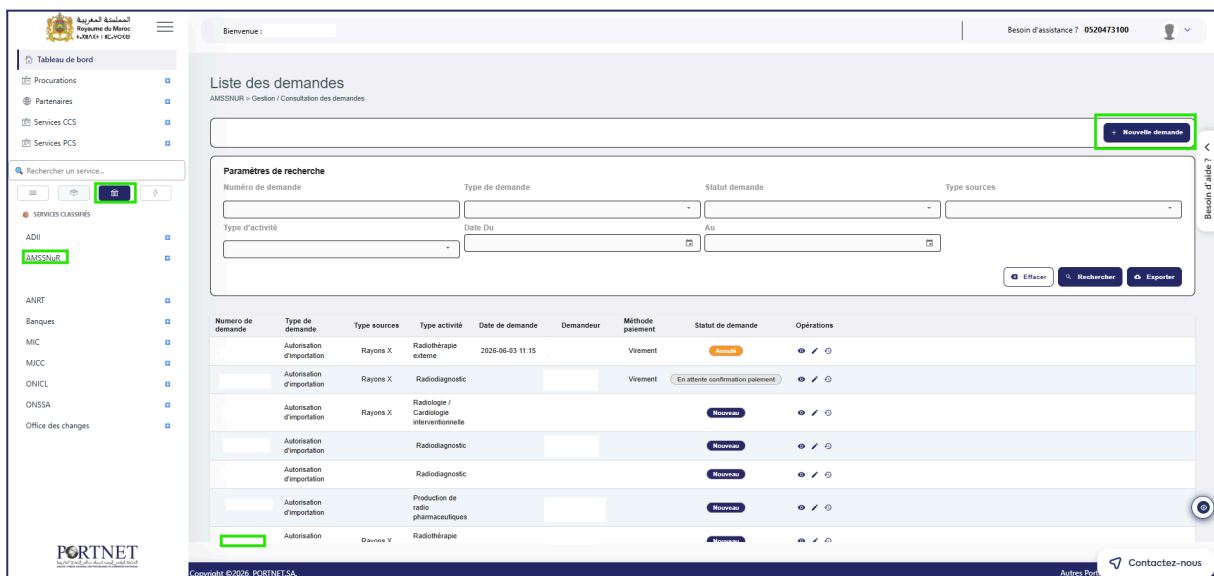 المملكة المغربية
Royaume du Maroc
Bienvenue :
Besoin d'assistance ? 0520473100
Tableau de bord
Procurations
Partenaires
Services CCS
Services PCS
Rechercher un service...
SERVICES CLASSIFIÉS
ADII
AMSSNuR
ANRT
Banques
MIC
MJCC
ONICL
ONSSA
Office des changes
PORTNET
Liste des demandes
AMSSNUR > Gestion / Consultation des demandes
+ Nouvelle demande
Besoin d'aide ?
Paramètres de recherche
Numéro de demande Type de demande Statut demande Type sources
Type d'activité Date Du Au
Effacer Rechercher Exporter
Numero de demande Type de demande Type sources Type activité Date de demande Demandeur Méthode paiement Statut de demande Opérations
Autorisation d'importation Rayons X Radiothérapie externe 2026-06-03 11:15 Virement Annulé
Autorisation d'importation Rayons X Radiodiagnostic Virement En attente confirmation paiement
Autorisation d'importation Rayons X Radiologie / Cardiologie interventionnelle Nouveau
Autorisation d'importation Radiodiagnostic Nouveau
Autorisation d'importation Radiodiagnostic Nouveau
Autorisation d'importation Production de radio pharmaceutiques Nouveau
Autorisation Rayons X Radiothérapie Nouveau
Copyright ©2026 PORTNET.SA.
Autres Port
Contactez-nous